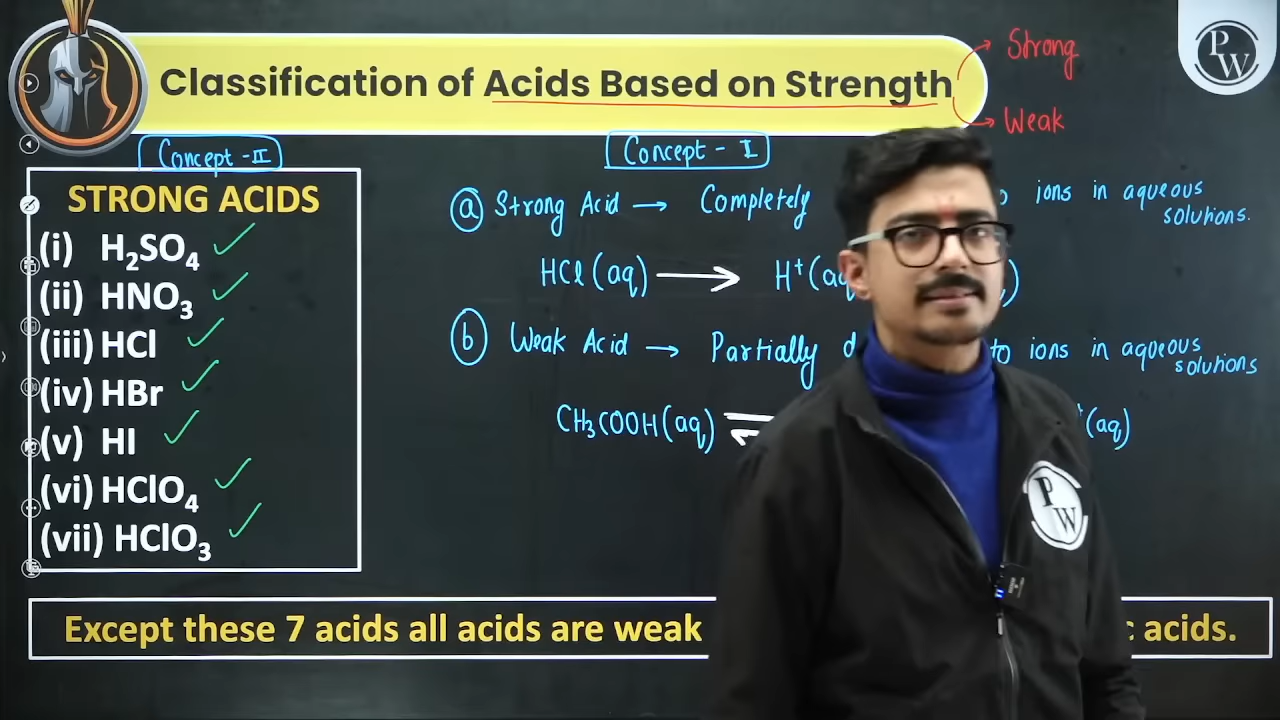 Classification of Acids Based on Strength
Strong
Weak
PW
Concept - II
STRONG ACIDS
(i) H₂SO₄
(ii) HNO₃
(iii) HCl
(iv) HBr
(v) HI
(vi) HClO₄
(vii) HClO₃
Concept - I
(a) Strong Acid → Completely ions in aqueous
solutions.
HCl (aq) → H⁺(aq )
(b) Weak Acid → Partially to ions in aqueous
solutions
CH₃COOH(aq) ⇌ ⁺(aq)
PW
Except these 7 acids all acids are weak acids.